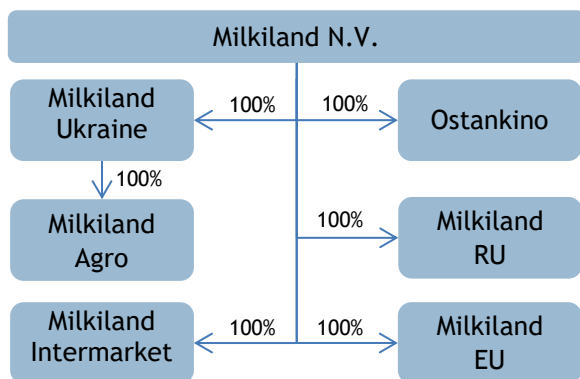 Milkiland N.V.
Milkiland
Ukraine
100%
100%
Ostankino
100%
Milkiland
Agro
100%
Milkiland
RU
Milkiland
Intermarket
100%
100%
Milkiland
EU